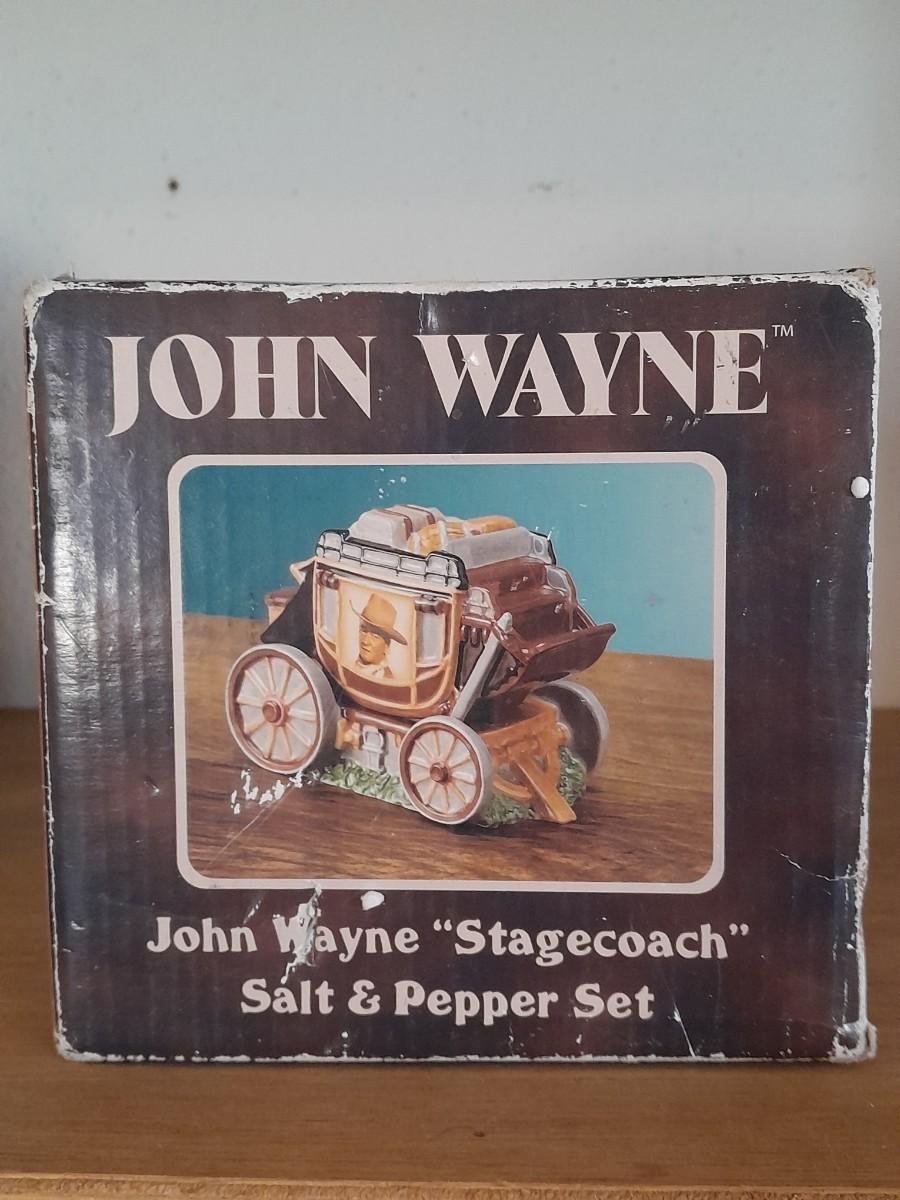 JOHN WAYNE™
John Wayne "Stagecoach"
Salt & Pepper Set